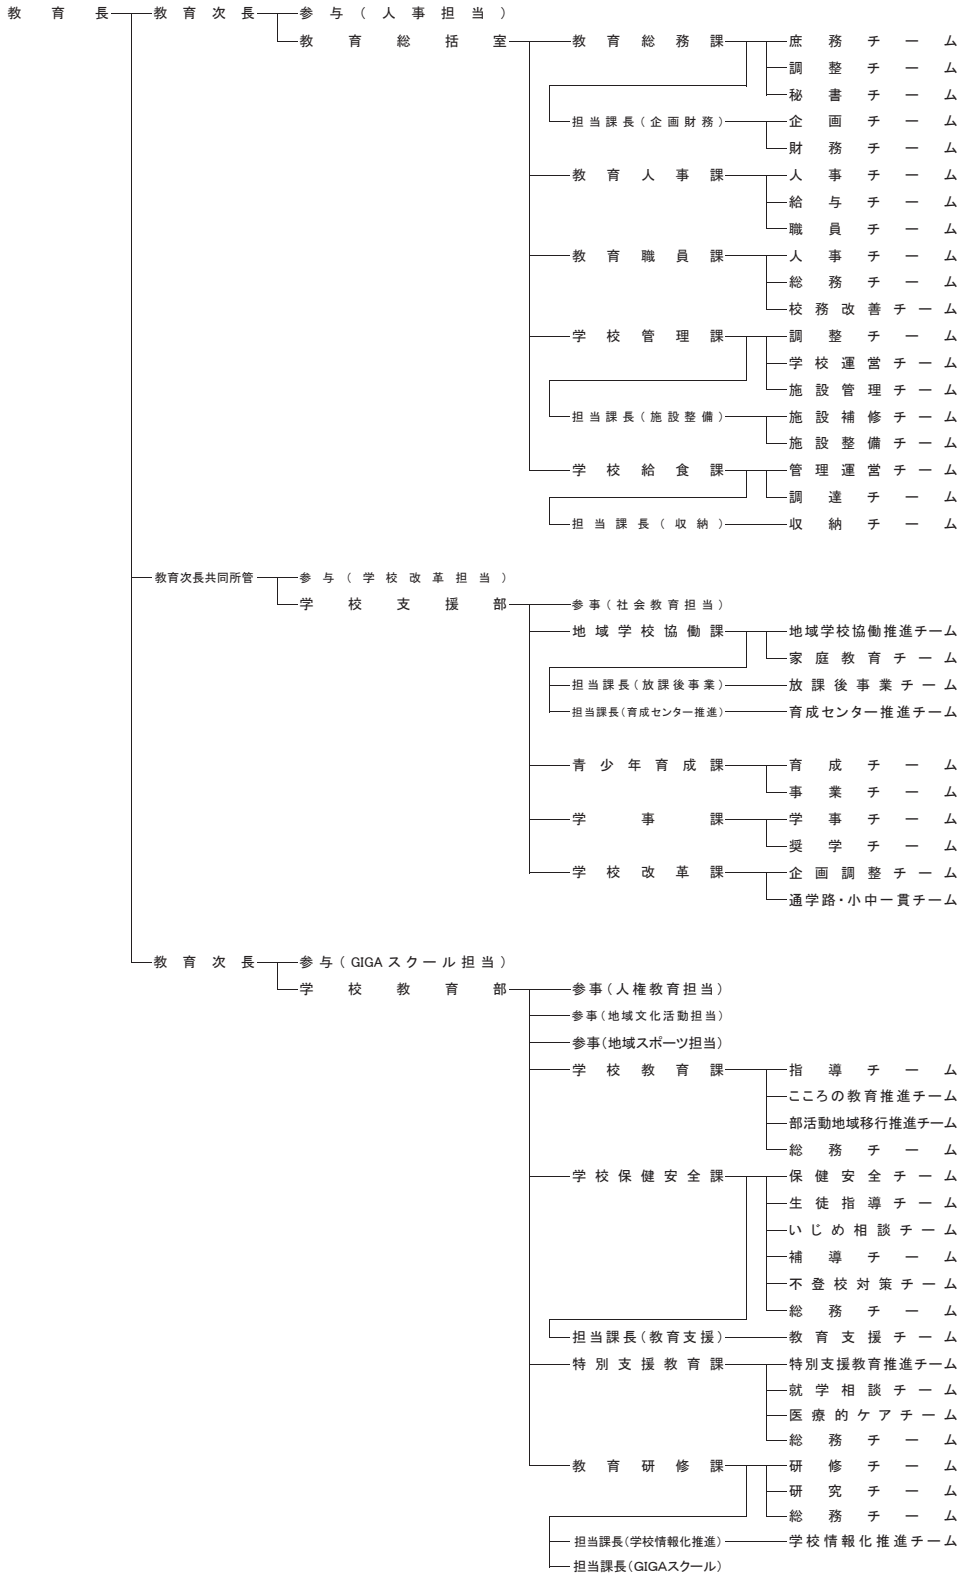 教育長 教育次長 参与(人事担当)
教育総括室 教育総務課 庶務チーム
調整チーム
秘書チーム
担当課長(企画財務) 企画チーム
財務チーム
教育人事課 人事チーム
給与チーム
職員チーム
教育職員課 人事チーム
総務チーム
校務改善チーム
学校管理課 調整チーム
学校運営チーム
施設管理チーム
担当課長(施設整備) 施設補修チーム
施設整備チーム
学校給食課 管理運営チーム
調達チーム
担当課長(収納) 収納チーム
教育次長共同所管 参与(学校改革担当)
学校支援部 参事(社会教育担当)
地域学校協働課 地域学校協働推進チーム
家庭教育チーム
担当課長(放課後事業) 放課後事業チーム
担当課長(育成センター推進) 育成センター推進チーム
青少年育成課 育成チーム
事業チーム
学事課 学事チーム
奨学チーム
学校改革課 企画調整チーム
通学路・小中一貫チーム
教育次長 参与(GIGAスクール担当)
学校教育部 参事(人権教育担当)
参事(地域文化活動担当)
参事(地域スポーツ担当)
学校教育課 指導チーム
こころの教育推進チーム
部活動地域移行推進チーム
総務チーム
学校保健安全課 保健安全チーム
生徒指導チーム
いじめ相談チーム
補導チーム
不登校対策チーム
総務チーム
担当課長(教育支援) 教育支援チーム
特別支援教育課 特別支援教育推進チーム
就学相談チーム
医療的ケアチーム
総務チーム
教育研修課 研修チーム
研究チーム
総務チーム
担当課長(学校情報化推進) 学校情報化推進チーム
担当課長(GIGAスクール)